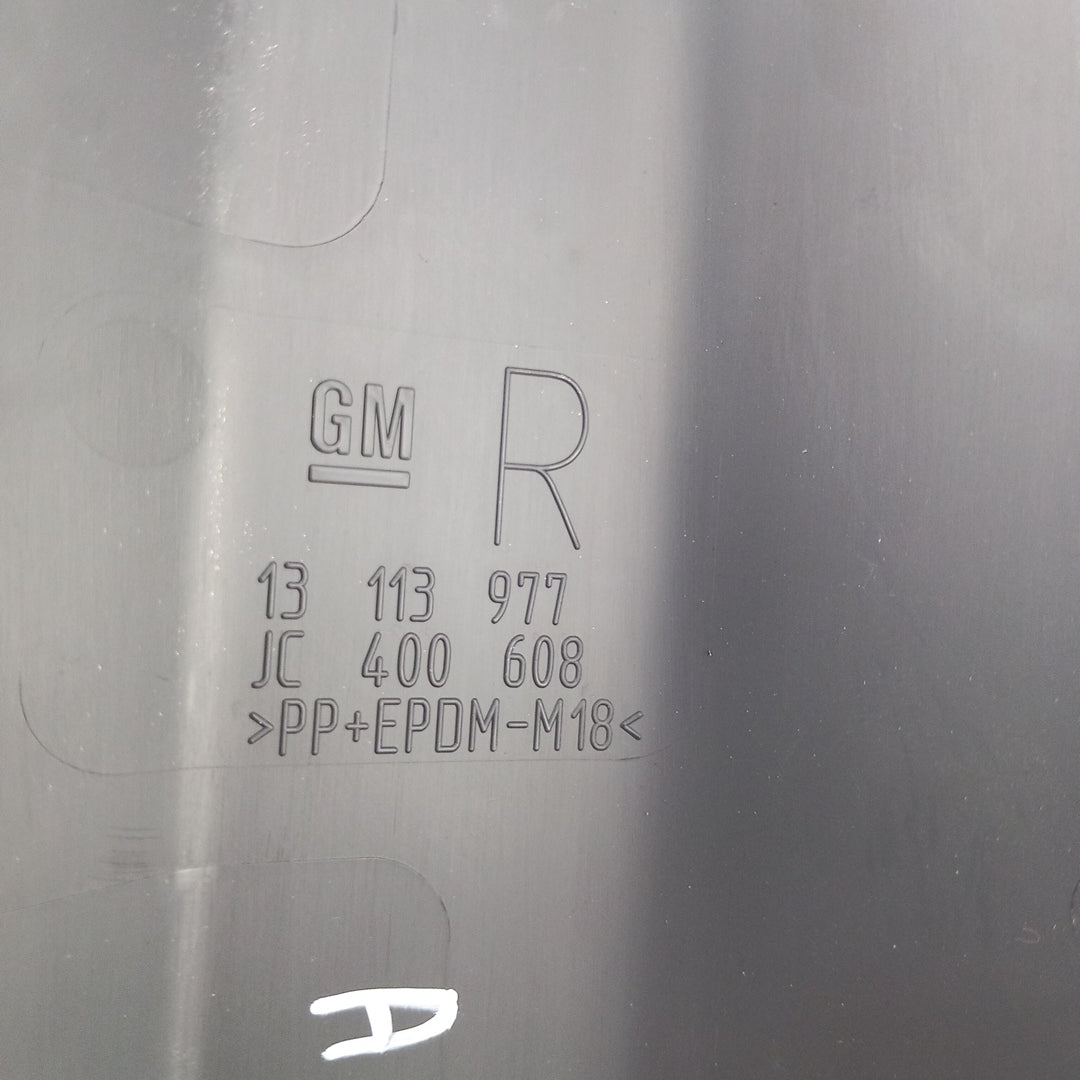 GM R
13 113 977
JC 400 608
>PP+EPDM-M18<
D